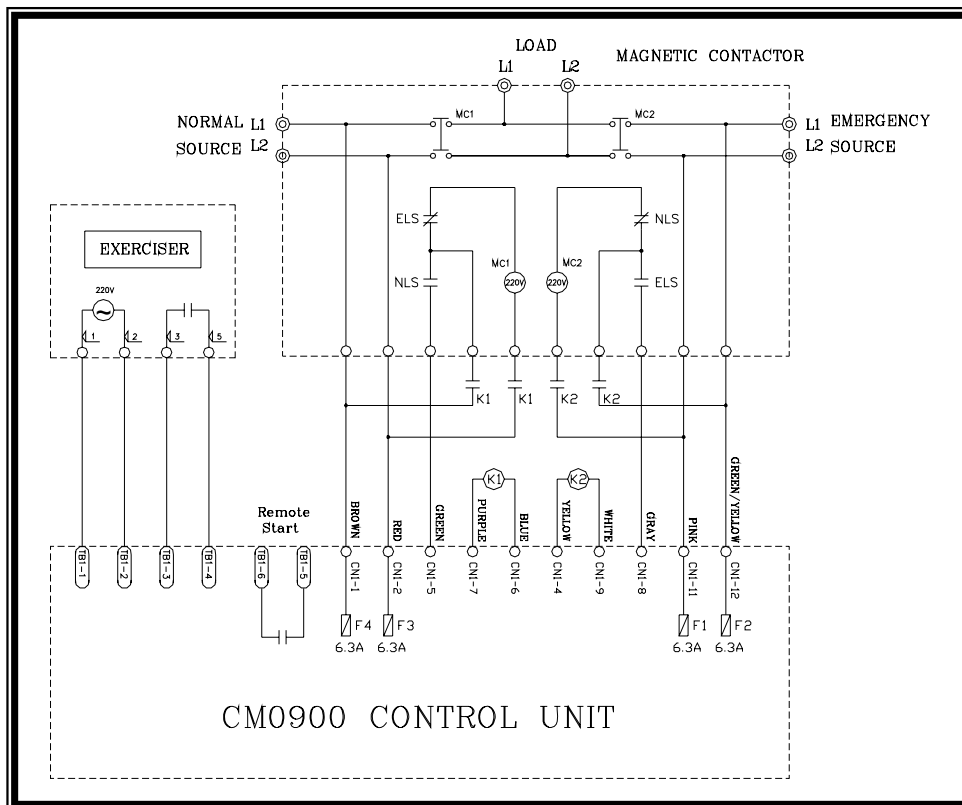 LOAD
L1 L2 MAGNETIC CONTACTOR
NORMAL L1 MC1 MC2 L1 EMERGENCY
SOURCE L2 L2 SOURCE
ELS NLS
EXERCISER
MC1 MC2
NLS 220V 220V ELS
220V
1 2 3 5
K1 K1 K2 K2
K1 K2
Remote
Start
BROWN RED GREEN PURPLE BLUE YELLOW WHITE GRAY PINK GREEN/YELLOW
TB1-1 TB1-2 TB1-3 TB1-4 TB1-6 TB1-5 CN1-1 CN1-2 CN1-5 CN1-7 CN1-6 CN1-4 CN1-9 CN1-8 CN1-11 CN1-12
F4 F3 F1 F2
6.3A 6.3A 6.3A 6.3A
CM0900 CONTROL UNIT